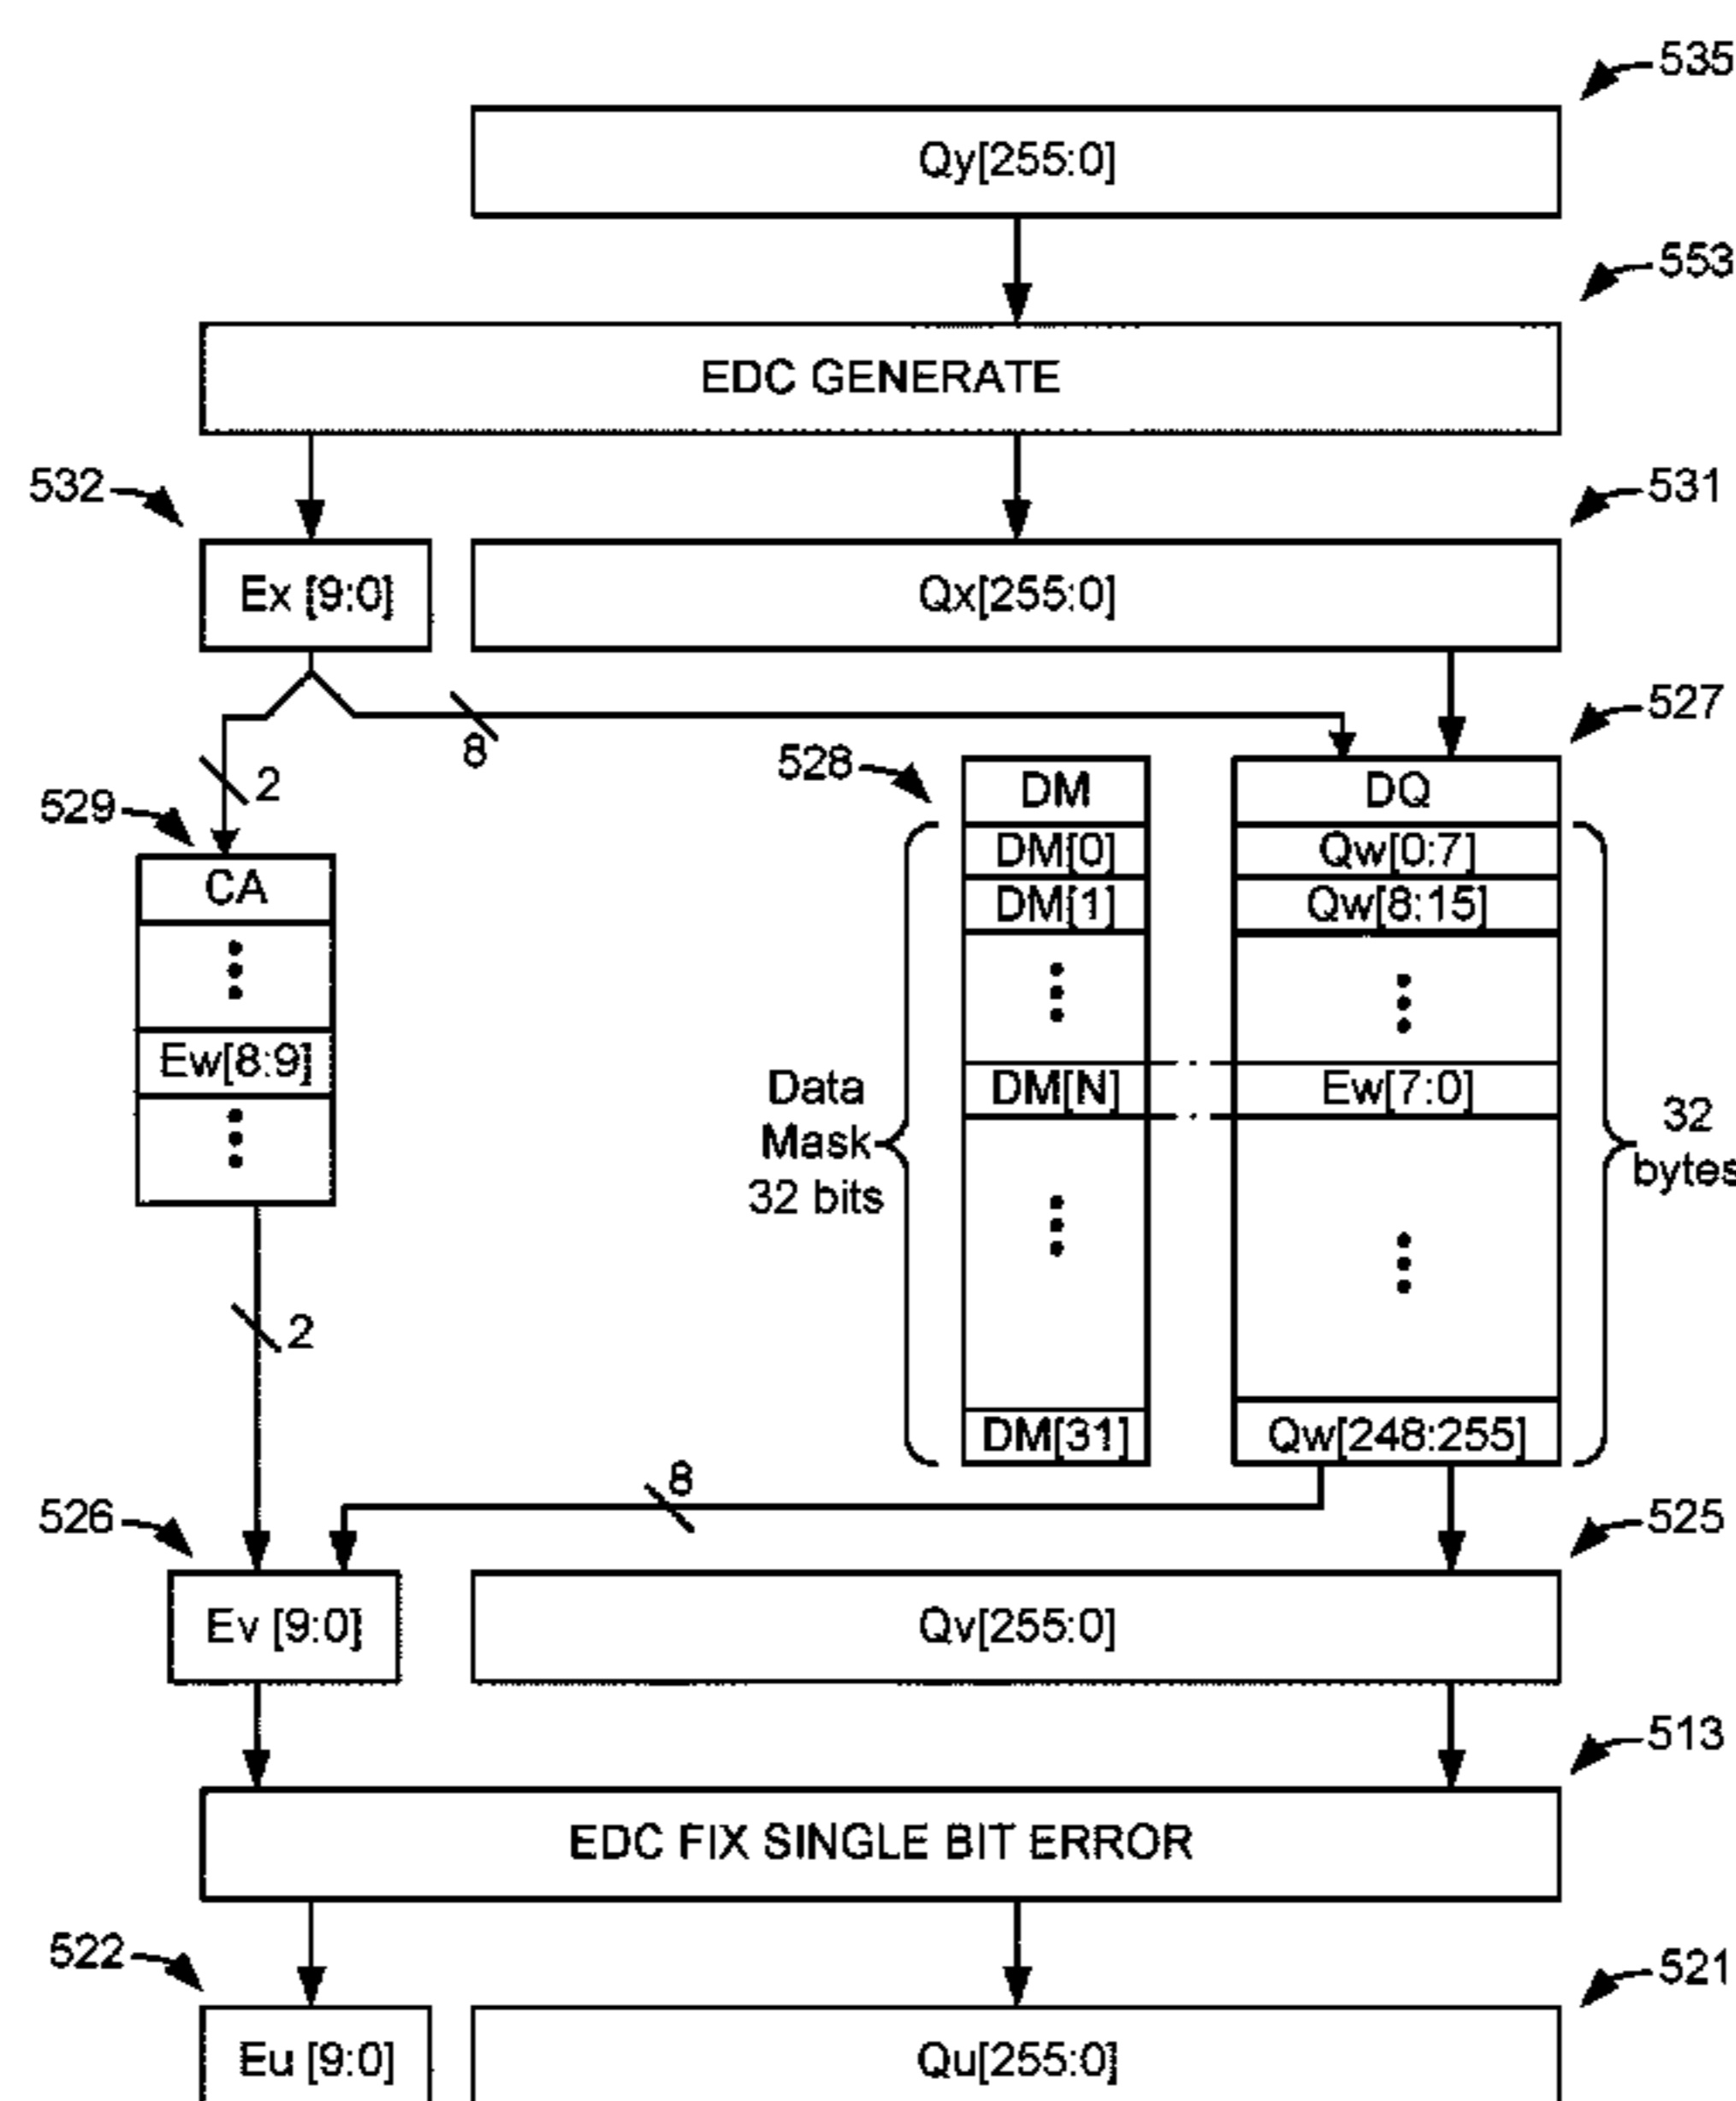 535
Qy[255:0]
553
EDC GENERATE
532
531
Ex [9:0]
Qx[255:0]
8
527
2
528
529
DM
DQ
CA
DM[0]
Qw[0:7]
DM[1]
Qw[8:15]
Ew[8:9]
Data
Mask
32 bits
DM[N]
Ew[7:0]
32
bytes
2
DM[31]
Qw[248:255]
8
526
525
Ev [9:0]
Qv[255:0]
513
EDC FIX SINGLE BIT ERROR
522
521
Eu [9:0]
Qu[255:0]